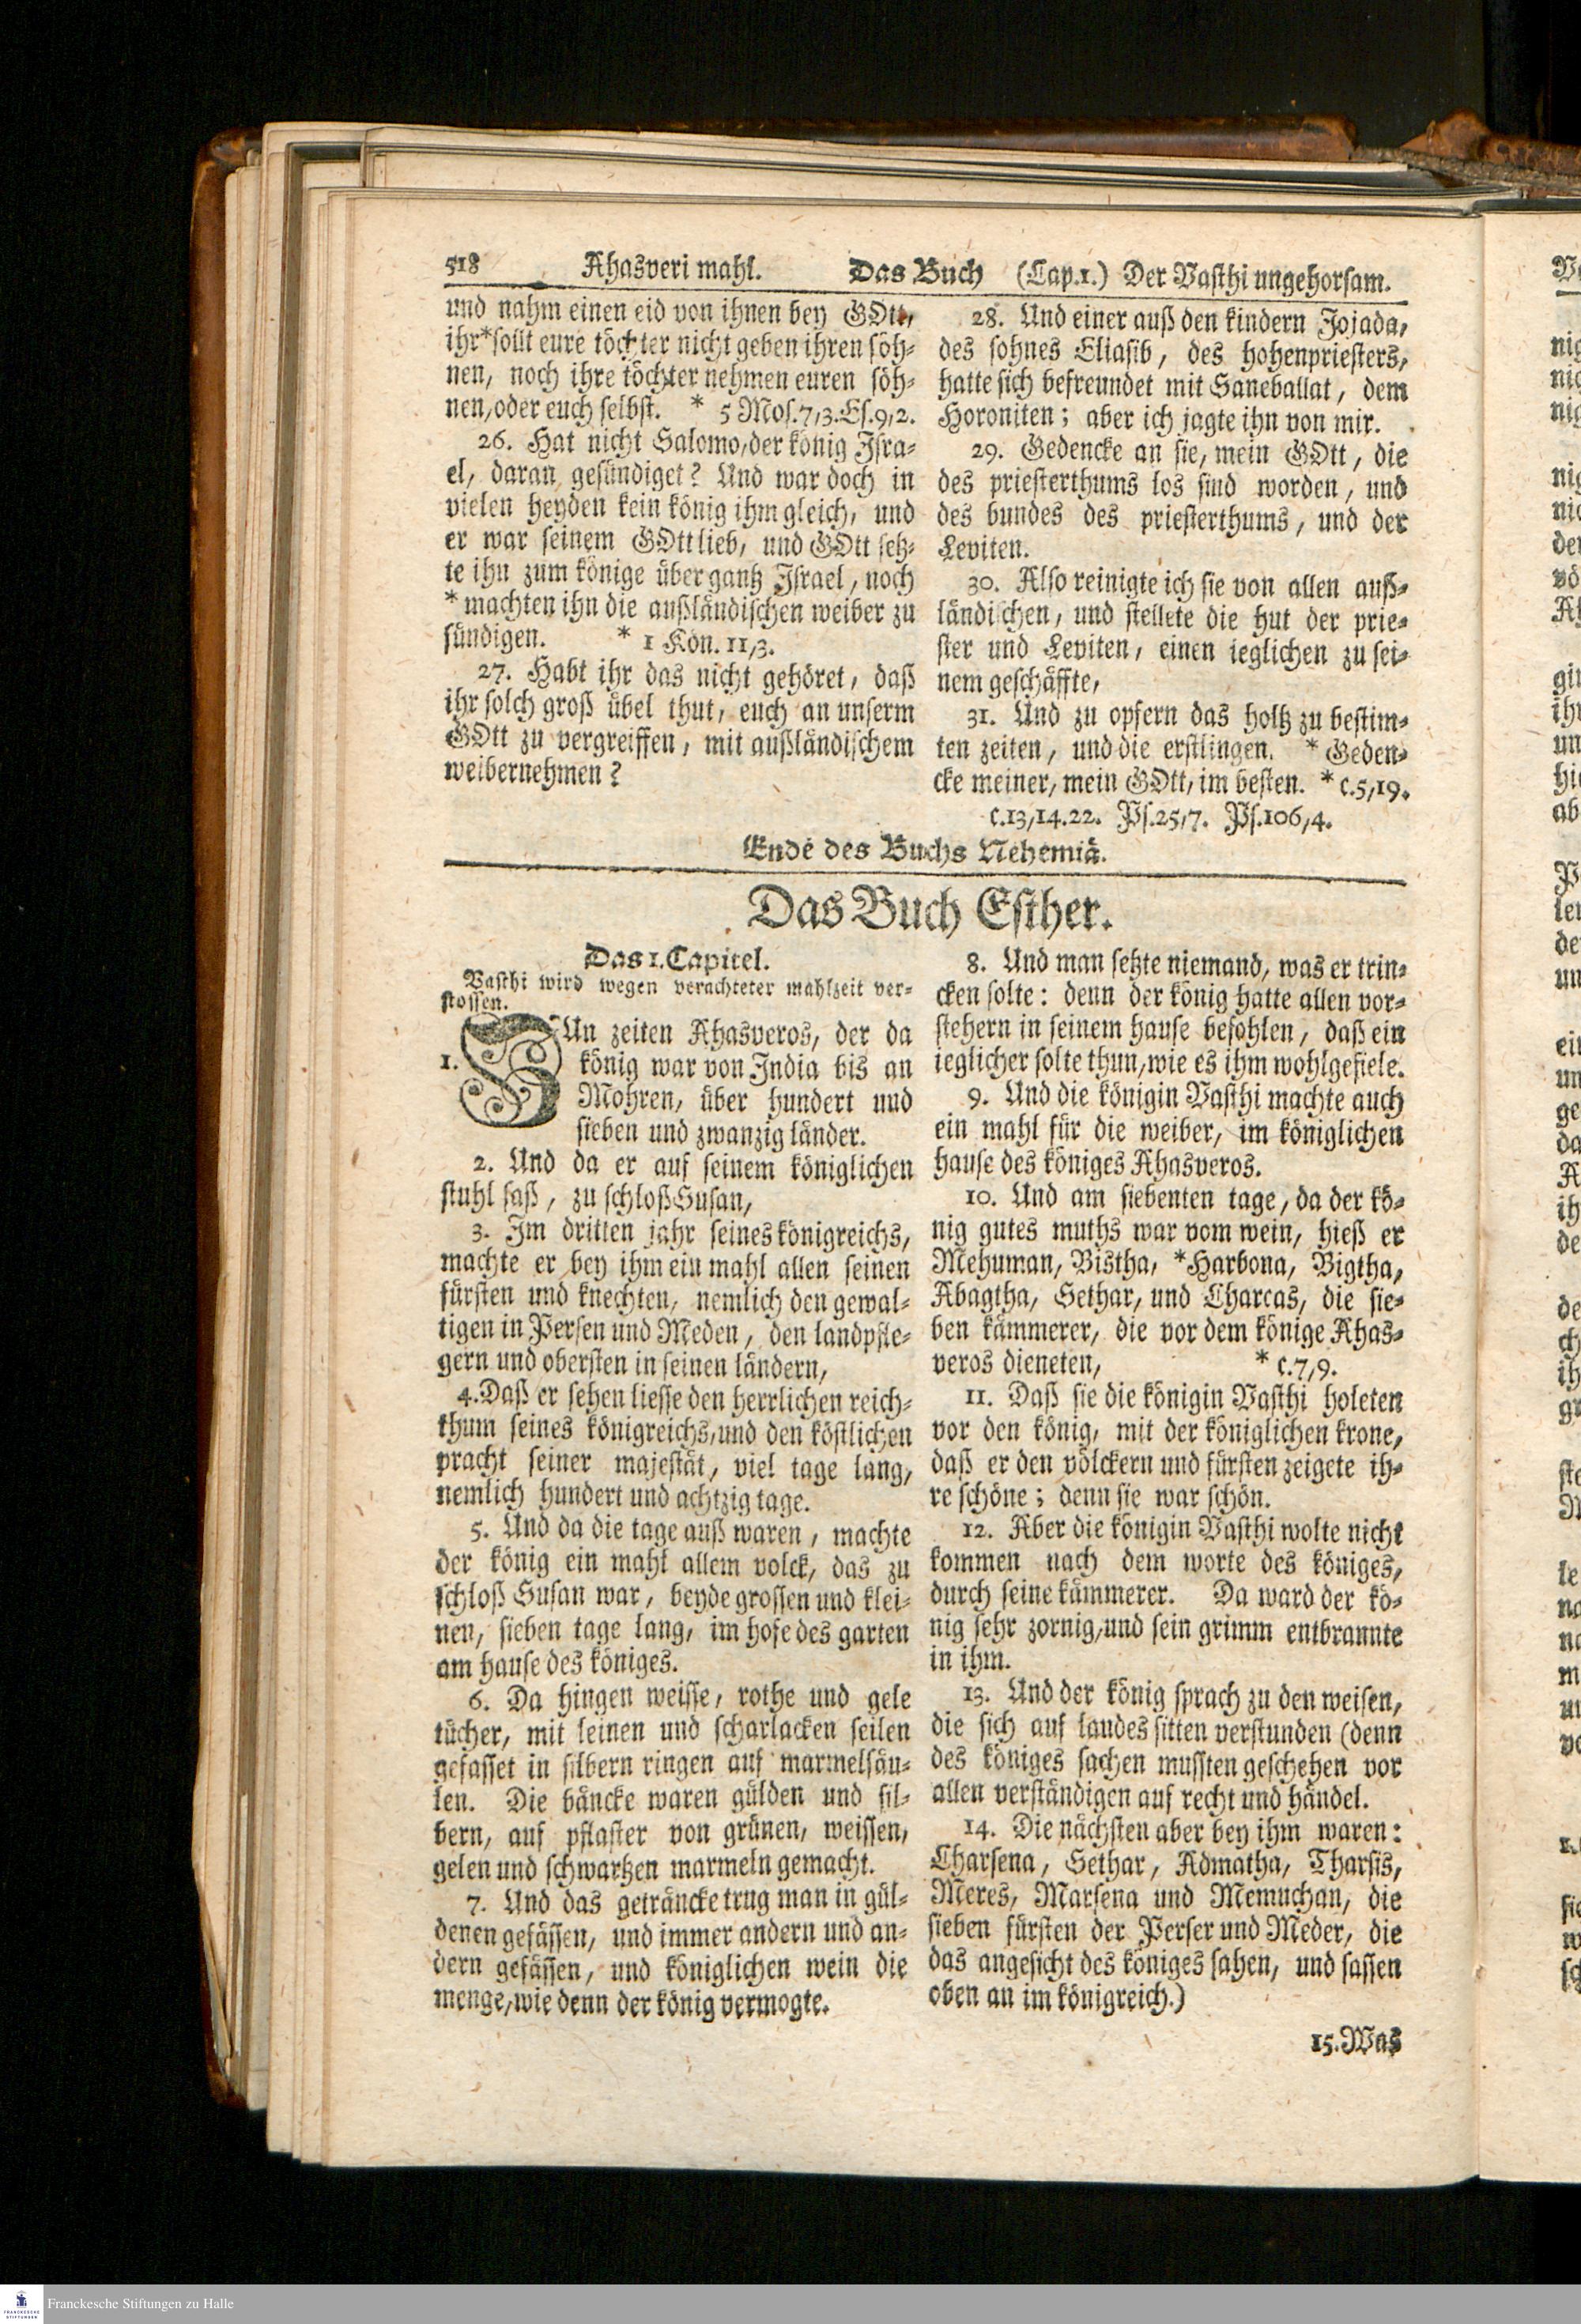 518 Ahasveri mahl. Das Buch (Cap.1.) Der Vasthi ungehorsam.
und nahm einen eid von ihnen bey GOtt,
ihr*sollt eure töchter nicht geben ihren söh-
nen, noch ihre töchter nehmen euren söh-
nen, oder euch selbst. * 5 Mos.7,3. Es.9,2.
26. Hat nicht Salomo, der könig Isra-
el, daran gesündiget? Und war doch in
vielen heyden kein könig ihm gleich, und
er war seinem GOtt lieb, und GOtt setz-
te ihn zum könige über gantz Israel, noch
* machten ihn die außländischen weiber zu
sündigen. * 1 Kön. 11,3.
27. Habt ihr das nicht gehöret, daß
ihr solch groß übel thut, euch an unserm
GOtt zu vergreiffen, mit außländischem
weibernehmen?
28. Und einer auß den kindern Jojada,
des sohnes Eliasib, des hohenpriesters,
hatte sich befreundet mit Saneballat, dem
Horoniten; aber ich jagte ihn von mir.
29. Gedencke an sie, mein GOtt, die
des priesterthums los sind worden, und
des bundes des priesterthums, und der
Leviten.
30. Also reinigte ich sie von allen auß-
ländischen, und stellete die hut der prie-
ster und Leviten, einen ieglichen zu sei-
nem geschäffte,
31. Und zu opfern das holtz zu bestim-
ten zeiten, und die erstlingen. * Geden-
cke meiner, mein GOtt, im besten. * c.5,19.
c.13,14.22. Ps.25,7. Ps.106,4.
Ende des Buchs Nehemiä.
Das Buch Esther.
Das 1. Capitel.
Vasthi wird wegen verachteter mahlzeit ver-
stossen.
1. ZUn zeiten Ahasveros, der da
könig war von India bis an
Mohren, über hundert und
sieben und zwanzig länder.
2. Und da er auf seinem königlichen
stuhl saß, zu schloß Susan,
3. Im dritten jahr seines königreichs,
machte er bey ihm ein mahl allen seinen
fürsten und knechten, nemlich den gewal-
tigen in Persen und Meden, den landpfle-
gern und obersten in seinen ländern,
4. Daß er sehen liesse den herrlichen reich-
thum seines königreichs, und den köstlichen
pracht seiner majestät, viel tage lang,
nemlich hundert und achtzig tage.
5. Und da die tage auß waren, machte
der könig ein mahl allem volck, das zu
schloß Susan war, beyde grossen und klei-
nen, sieben tage lang, im hofe des garten
am hause des königes.
6. Da hingen weisse, rothe und gele
tücher, mit leinen und scharlacken seilen
gefasset in silbern ringen auf marmelsäu-
len. Die bäncke waren gülden und sil-
bern, auf pflaster von grünen, weissen,
gelen und schwartzen marmeln gemacht.
7. Und das geträncke trug man in gül-
denen gefässen, und immer andern und an-
dern gefässen, und königlichen wein die
menge, wie denn der könig vermogte.
8. Und man setzte niemand, was er trin-
cken solte: denn der könig hatte allen vor-
stehern in seinem hause befohlen, daß ein
ieglicher solte thun, wie es ihm wohlgefiele.
9. Und die königin Vasthi machte auch
ein mahl für die weiber, im königlichen
hause des königes Ahasveros.
10. Und am siebenten tage, da der kö-
nig gutes muths war vom wein, hieß er
Mehuman, Bistha, *Harbona, Bigtha,
Abagtha, Sethar, und Charcas, die sie-
ben kämmerer, die vor dem könige Ahas-
veros dieneten, * c.7,9.
11. Daß sie die königin Vasthi holeten
vor den könig, mit der königlichen krone,
daß er den völckern und fürsten zeigete ih-
re schöne; denn sie war schön.
12. Aber die königin Vasthi wolte nicht
kommen nach dem worte des königes,
durch seine kämmerer. Da ward der kö-
nig sehr zornig, und sein grimm entbrannte
in ihm.
13. Und der könig sprach zu den weisen,
die sich auf landes sitten verstunden (denn
des königes sachen mussten geschehen vor
allen verständigen auf recht und händel.
14. Die nächsten aber bey ihm waren:
Charsena, Sethar, Admatha, Tharsis,
Meres, Marsena und Memuchan, die
sieben fürsten der Perser und Meder, die
das angesicht des königes sahen, und sassen
oben an im königreich.)
15. Was
Franckesche Stiftungen zu Halle